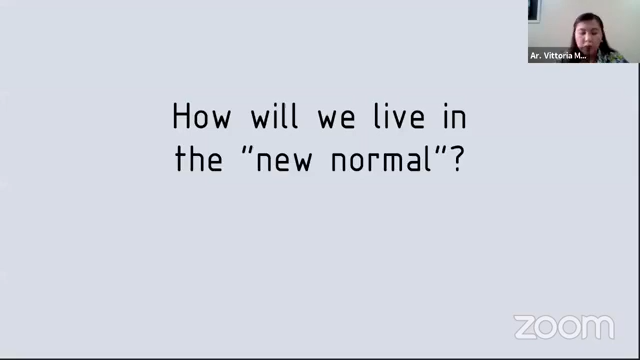 Ar. Vittoria M...
How will we live in
the "new normal"?
zoom